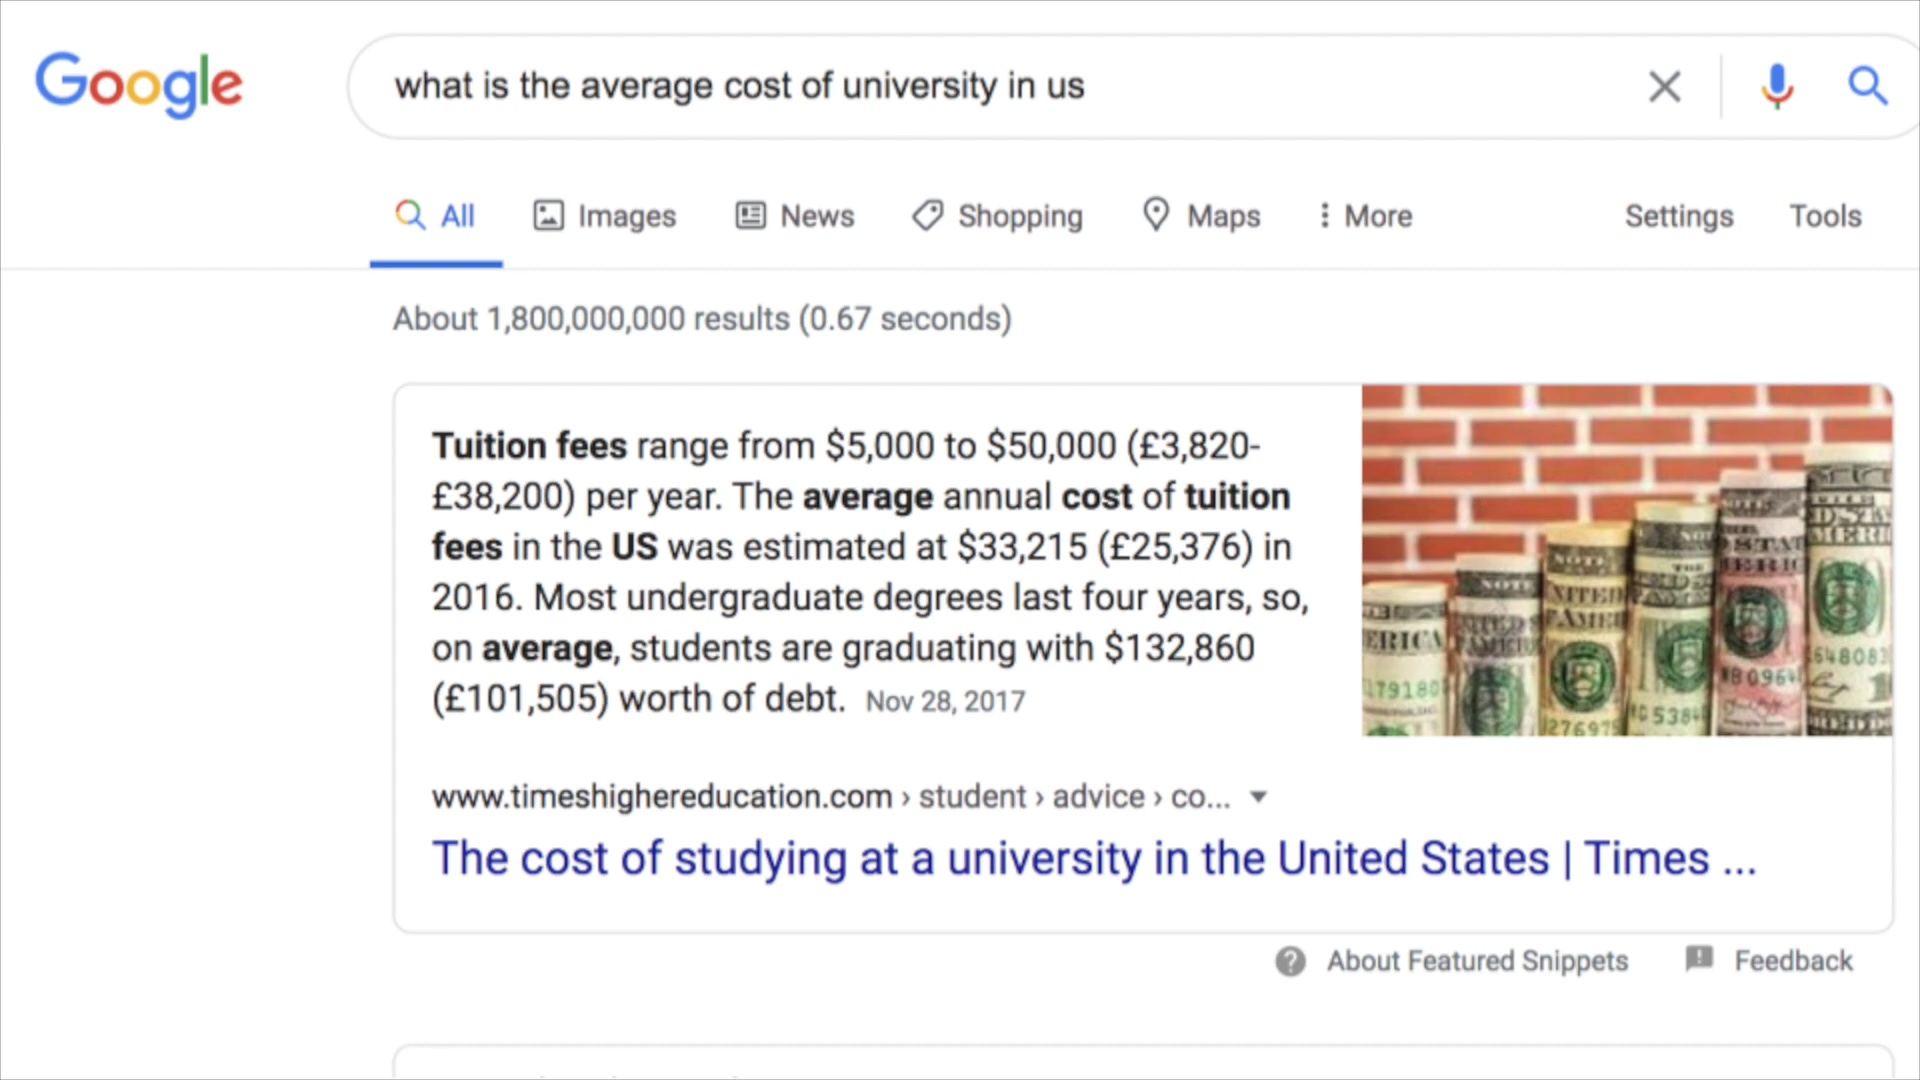 Google
what is the average cost of university in us
All Images News Shopping Maps More Settings Tools
About 1,800,000,000 results (0.67 seconds)
Tuition fees range from $5,000 to $50,000 (£3,820-
£38,200) per year. The average annual cost of tuition
fees in the US was estimated at $33,215 (£25,376) in
2016. Most undergraduate degrees last four years, so,
on average, students are graduating with $132,860
(£101,505) worth of debt. Nov 28, 2017
www.timeshighereducation.com › student › advice › co...
The cost of studying at a university in the United States | Times ...
About Featured Snippets Feedback